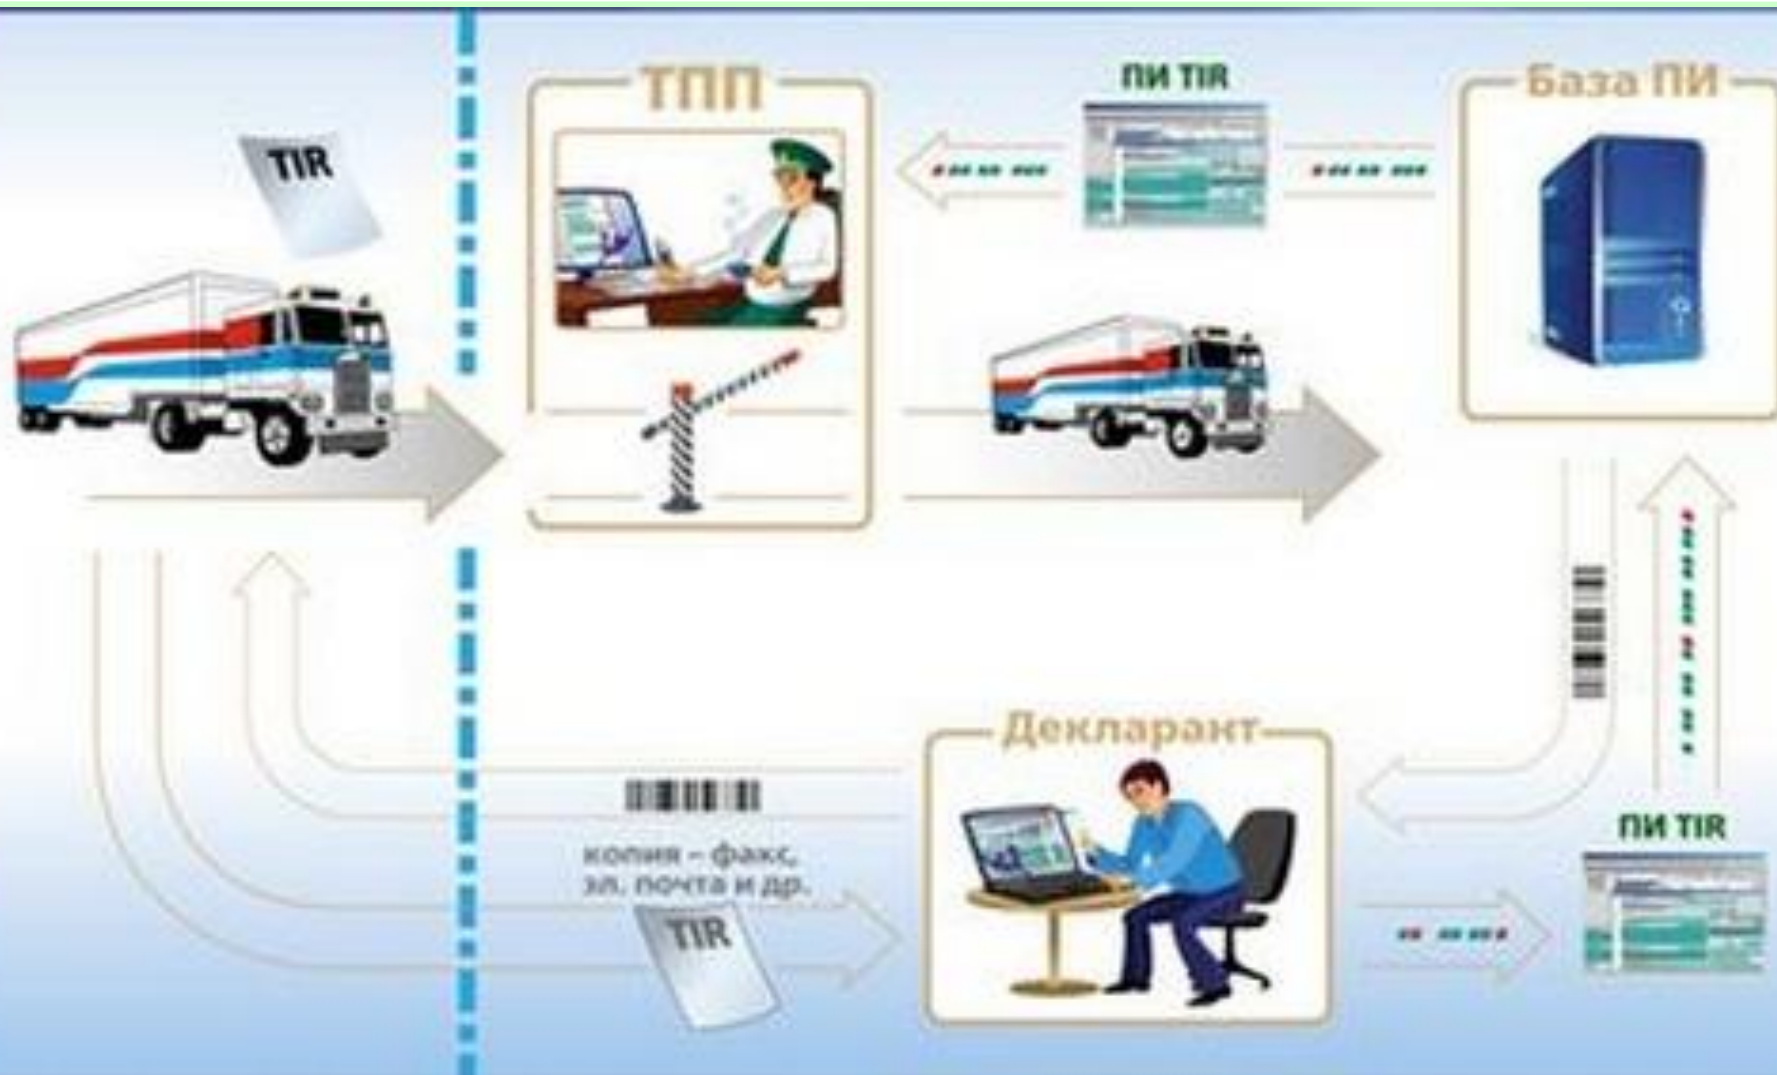 ТПП
ПИ TIR
База ПИ
TIR
Декларант
копия – факс,
эл. почта и др.
TIR
ПИ TIR